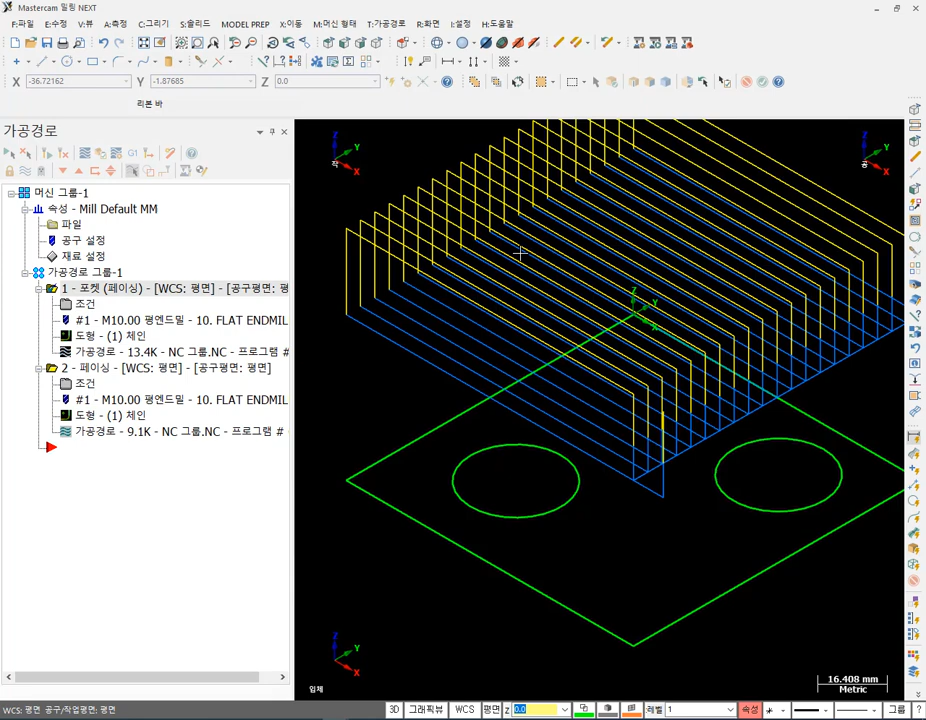 Mastercam 밀링 NEXT
F:파일 E:수정 V:뷰 A:측정 C:그리기 S:솔리드 MODEL PREP X:이동 M:머신 형태 T:가공경로 R:화면 I:설정 H:도움말
X -36.72162 Y -1.87685 Z 0.0
리본 바
가공경로
G1
머신 그룹-1
속성 - Mill Default MM
파일
공구 설정
재료 설정
가공경로 그룹-1
1 - 포켓 (페이싱) - [WCS: 평면] - [공구평면: 평
조건
#1 - M10.00 평엔드밀 - 10. FLAT ENDMIL
도형 - (1) 체인
가공경로 - 13.4K - NC 그룹.NC - 프로그램 #
2 - 페이싱 - [WCS: 평면] - [공구평면: 평면]
조건
#1 - M10.00 평엔드밀 - 10. FLAT ENDMIL
도형 - (1) 체인
가공경로 - 9.1K - NC 그룹.NC - 프로그램 #
Z Y X
Z Y X
Z Y
Z Y X
입체
16.408 mm
Metric
WCS: 평면 공구/작업평면: 평면
3D 그래픽뷰 WCS 평면 Z 0.0 레벨 1 속성 그룹 ?